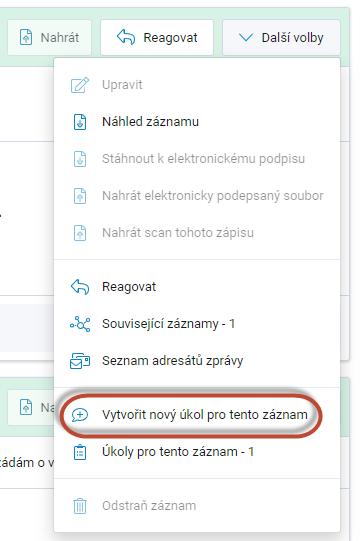 Nahrát
Reagovat
Další volby
Upravit
Náhled záznamu
Stáhnout k elektronickému podpisu
Nahrát elektronicky podepsaný soubor
Nahrát scan tohoto zápisu
Reagovat
Související záznamy - 1
Seznam adresátů zprávy
Na
Vytvořit nový úkol pro tento záznam
žádám o v
Úkoly pro tento záznam - 1
Odstraň záznam